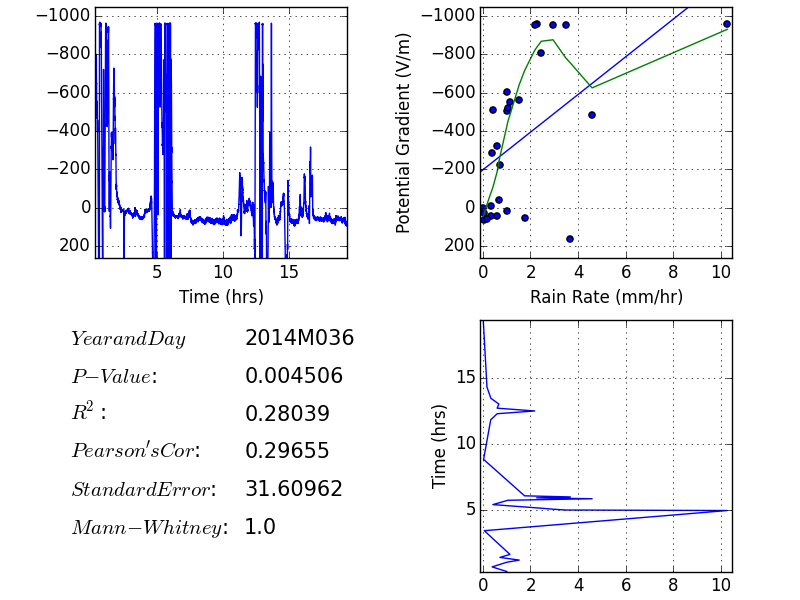 −1000
−800
−600
−400
−200
0
200
5 10 15
Time (hrs)
Potential Gradient (V/m)
−1000
−800
−600
−400
−200
0
200
0 2 4 6 8 10
Rain Rate (mm/hr)
YearandDay 2014M036
P−Value: 0.004506
R²: 0.28039
Pearson'sCor: 0.29655
StandardError: 31.60962
Mann−Whitney: 1.0
Time (hrs)
15
10
5
0 2 4 6 8 10